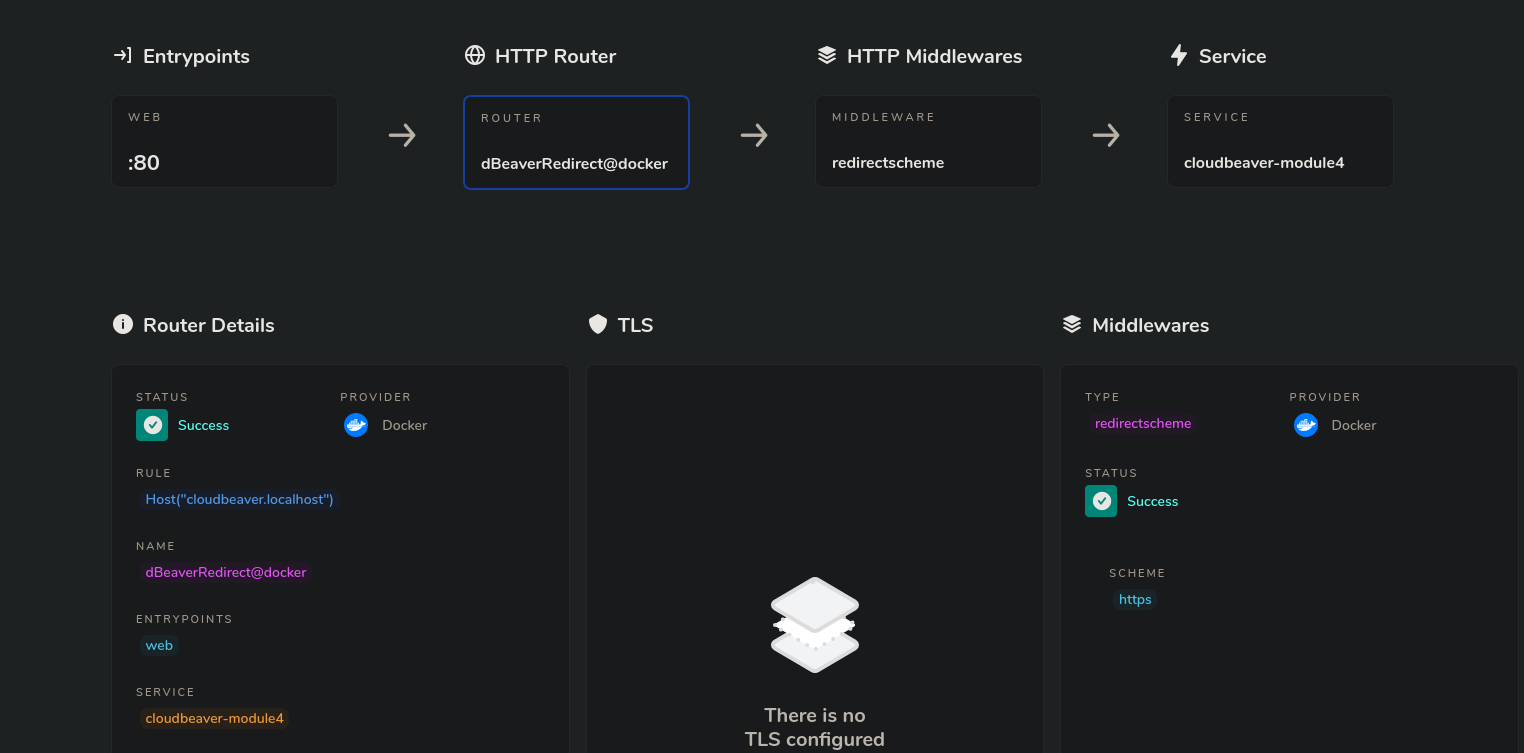 Entrypoints
WEB
:80
HTTP Router
ROUTER
dBeaverRedirect@docker
HTTP Middlewares
MIDDLEWARE
redirectscheme
Service
SERVICE
cloudbeaver-module4
Router Details
STATUS
Success
PROVIDER
Docker
RULE
Host("cloudbeaver.localhost")
NAME
dBeaverRedirect@docker
ENTRYPOINTS
web
SERVICE
cloudbeaver-module4
TLS
There is no
TLS configured
Middlewares
TYPE
redirectscheme
PROVIDER
Docker
STATUS
Success
SCHEME
https